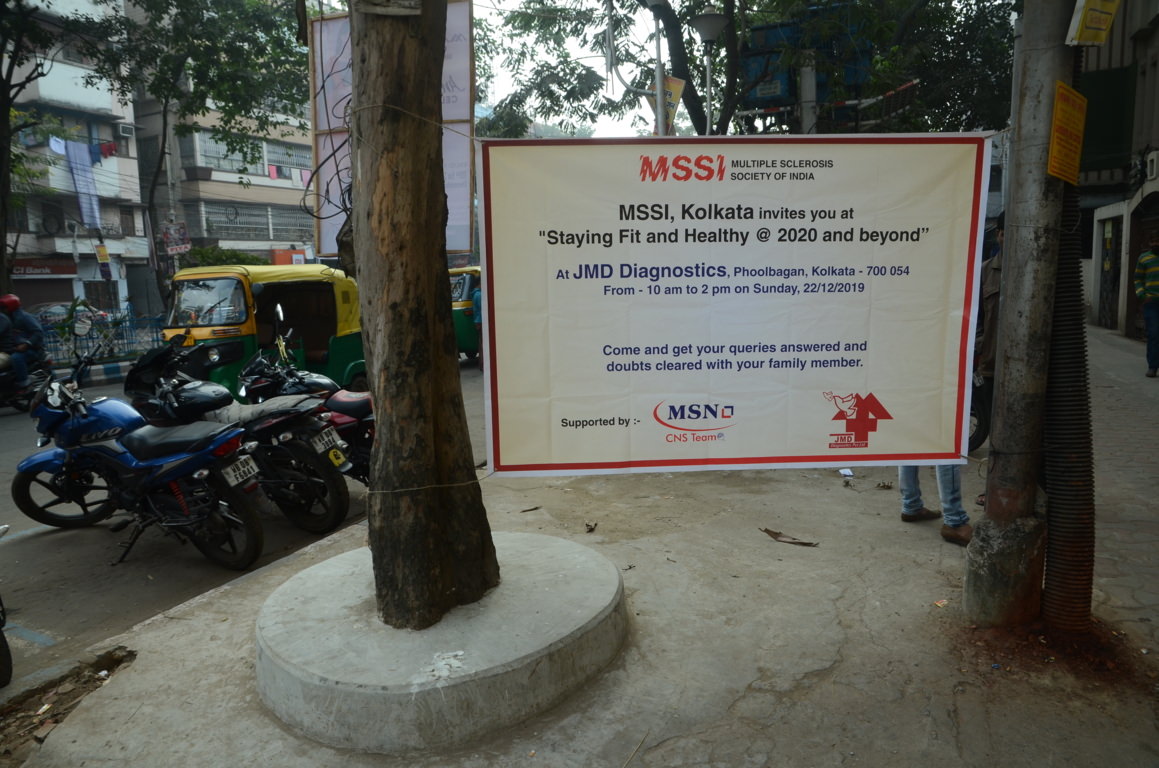 MSSI MULTIPLE SCLEROSIS
SOCIETY OF INDIA
MSSI, Kolkata invites you at
"Staying Fit and Healthy @ 2020 and beyond”
At JMD Diagnostics, Phoolbagan, Kolkata - 700 054
From - 10 am to 2 pm on Sunday, 22/12/2019
Come and get your queries answered and
doubts cleared with your family member.
Supported by :-
MSN
CNS Team
JMD
CI Bank